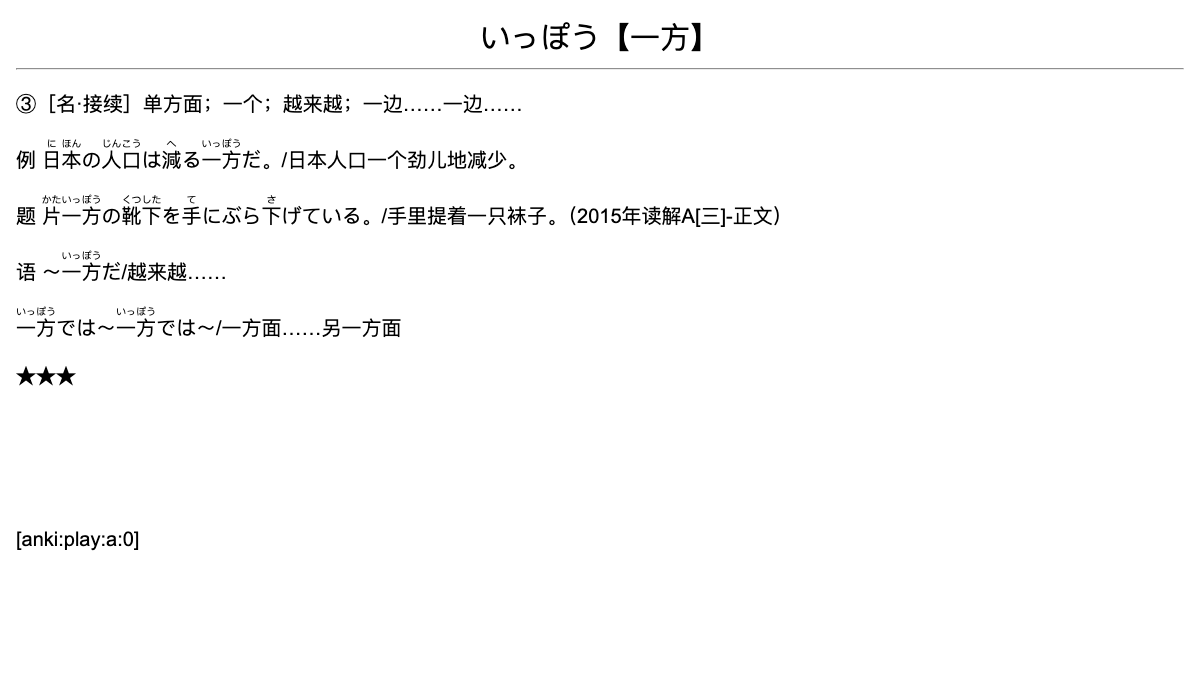 いっぽう【一方】
③［名·接续］单方面；一个；越来越；一边……一边……
例 日本の人口は減る一方だ。/日本人口一个劲儿地减少。
题 片一方の靴下を手にぶら下げている。/手里提着一只袜子。（2015年读解A[三]-正文）
语 ～一方だ/越来越……
一方では～一方では～/一方面……另一方面
★★★
[anki:play:a:0]